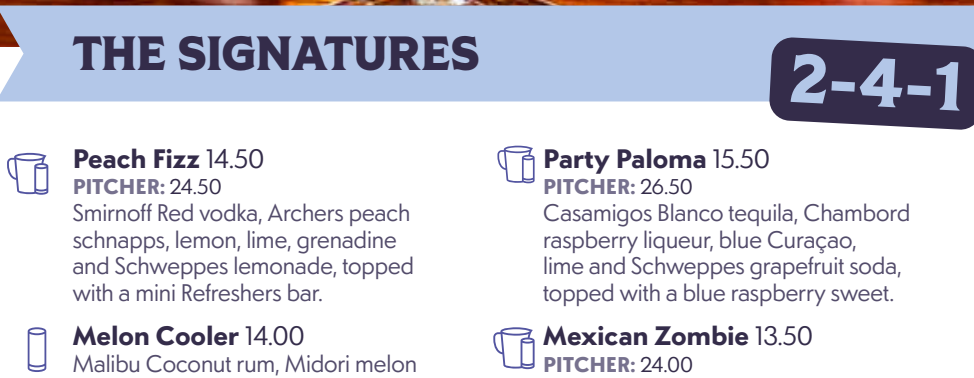 THE SIGNATURES
2-4-1
Peach Fizz 14.50
PITCHER: 24.50
Smirnoff Red vodka, Archers peach
schnapps, lemon, lime, grenadine
and Schweppes lemonade, topped
with a mini Refreshers bar.
Melon Cooler 14.00
Malibu Coconut rum, Midori melon
Party Paloma 15.50
PITCHER: 26.50
Casamigos Blanco tequila, Chambord
raspberry liqueur, blue Curaçao,
lime and Schweppes grapefruit soda,
topped with a blue raspberry sweet.
Mexican Zombie 13.50
PITCHER: 24.00